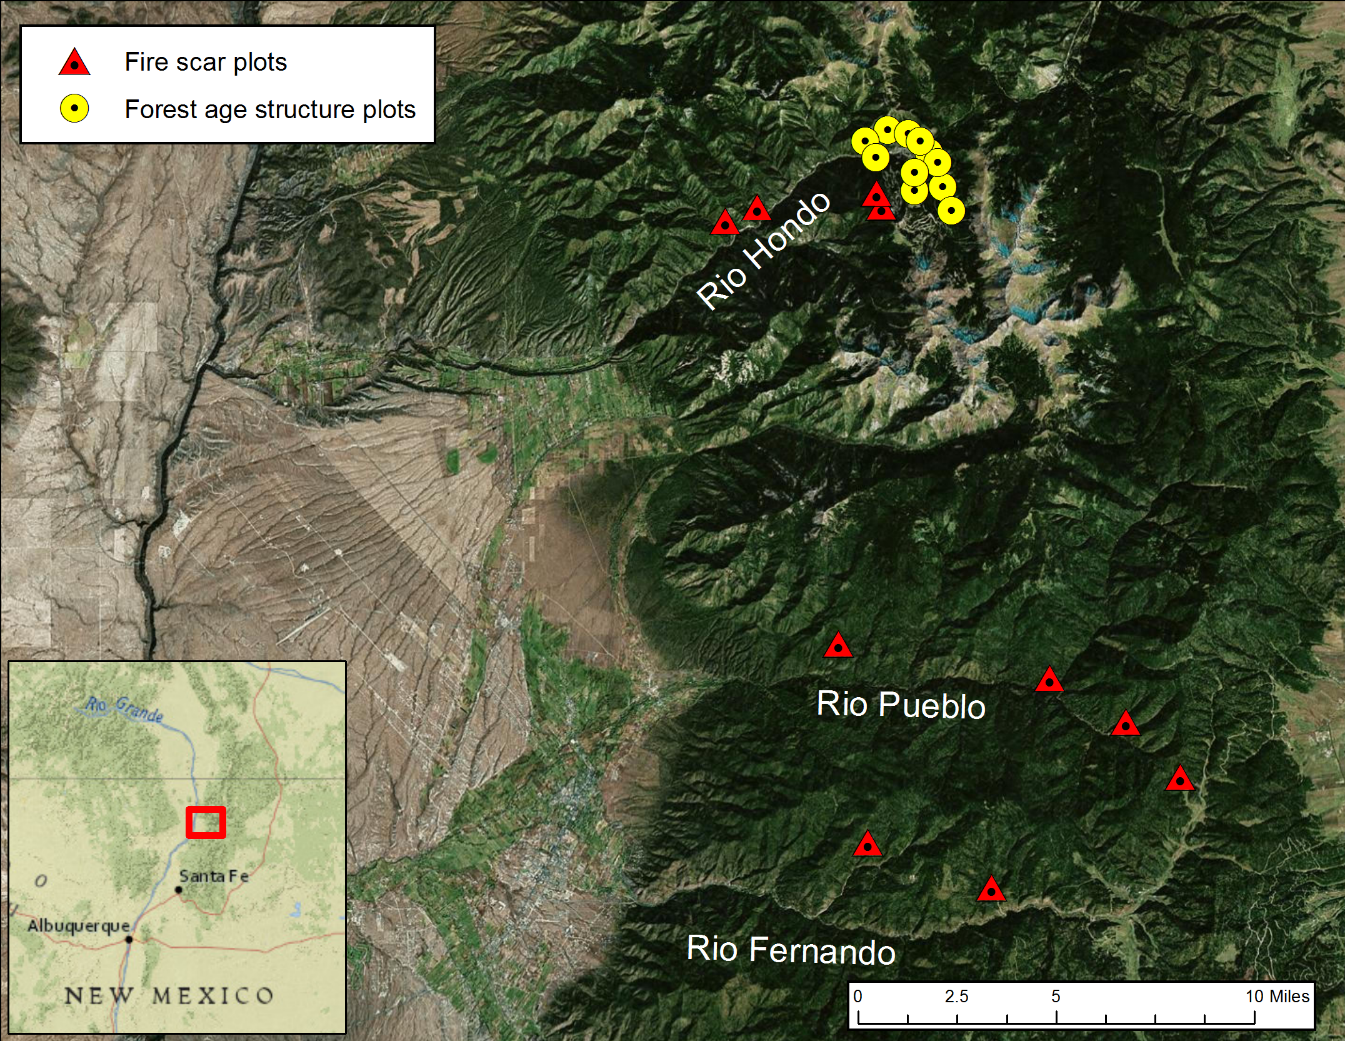 Fire scar plots
Forest age structure plots
Rio Hondo
Rio Pueblo
Rio Fernando
Rio Grande
Santa Fe
O
Albuquerque
NEW MEXICO
0 2.5 5 10 Miles